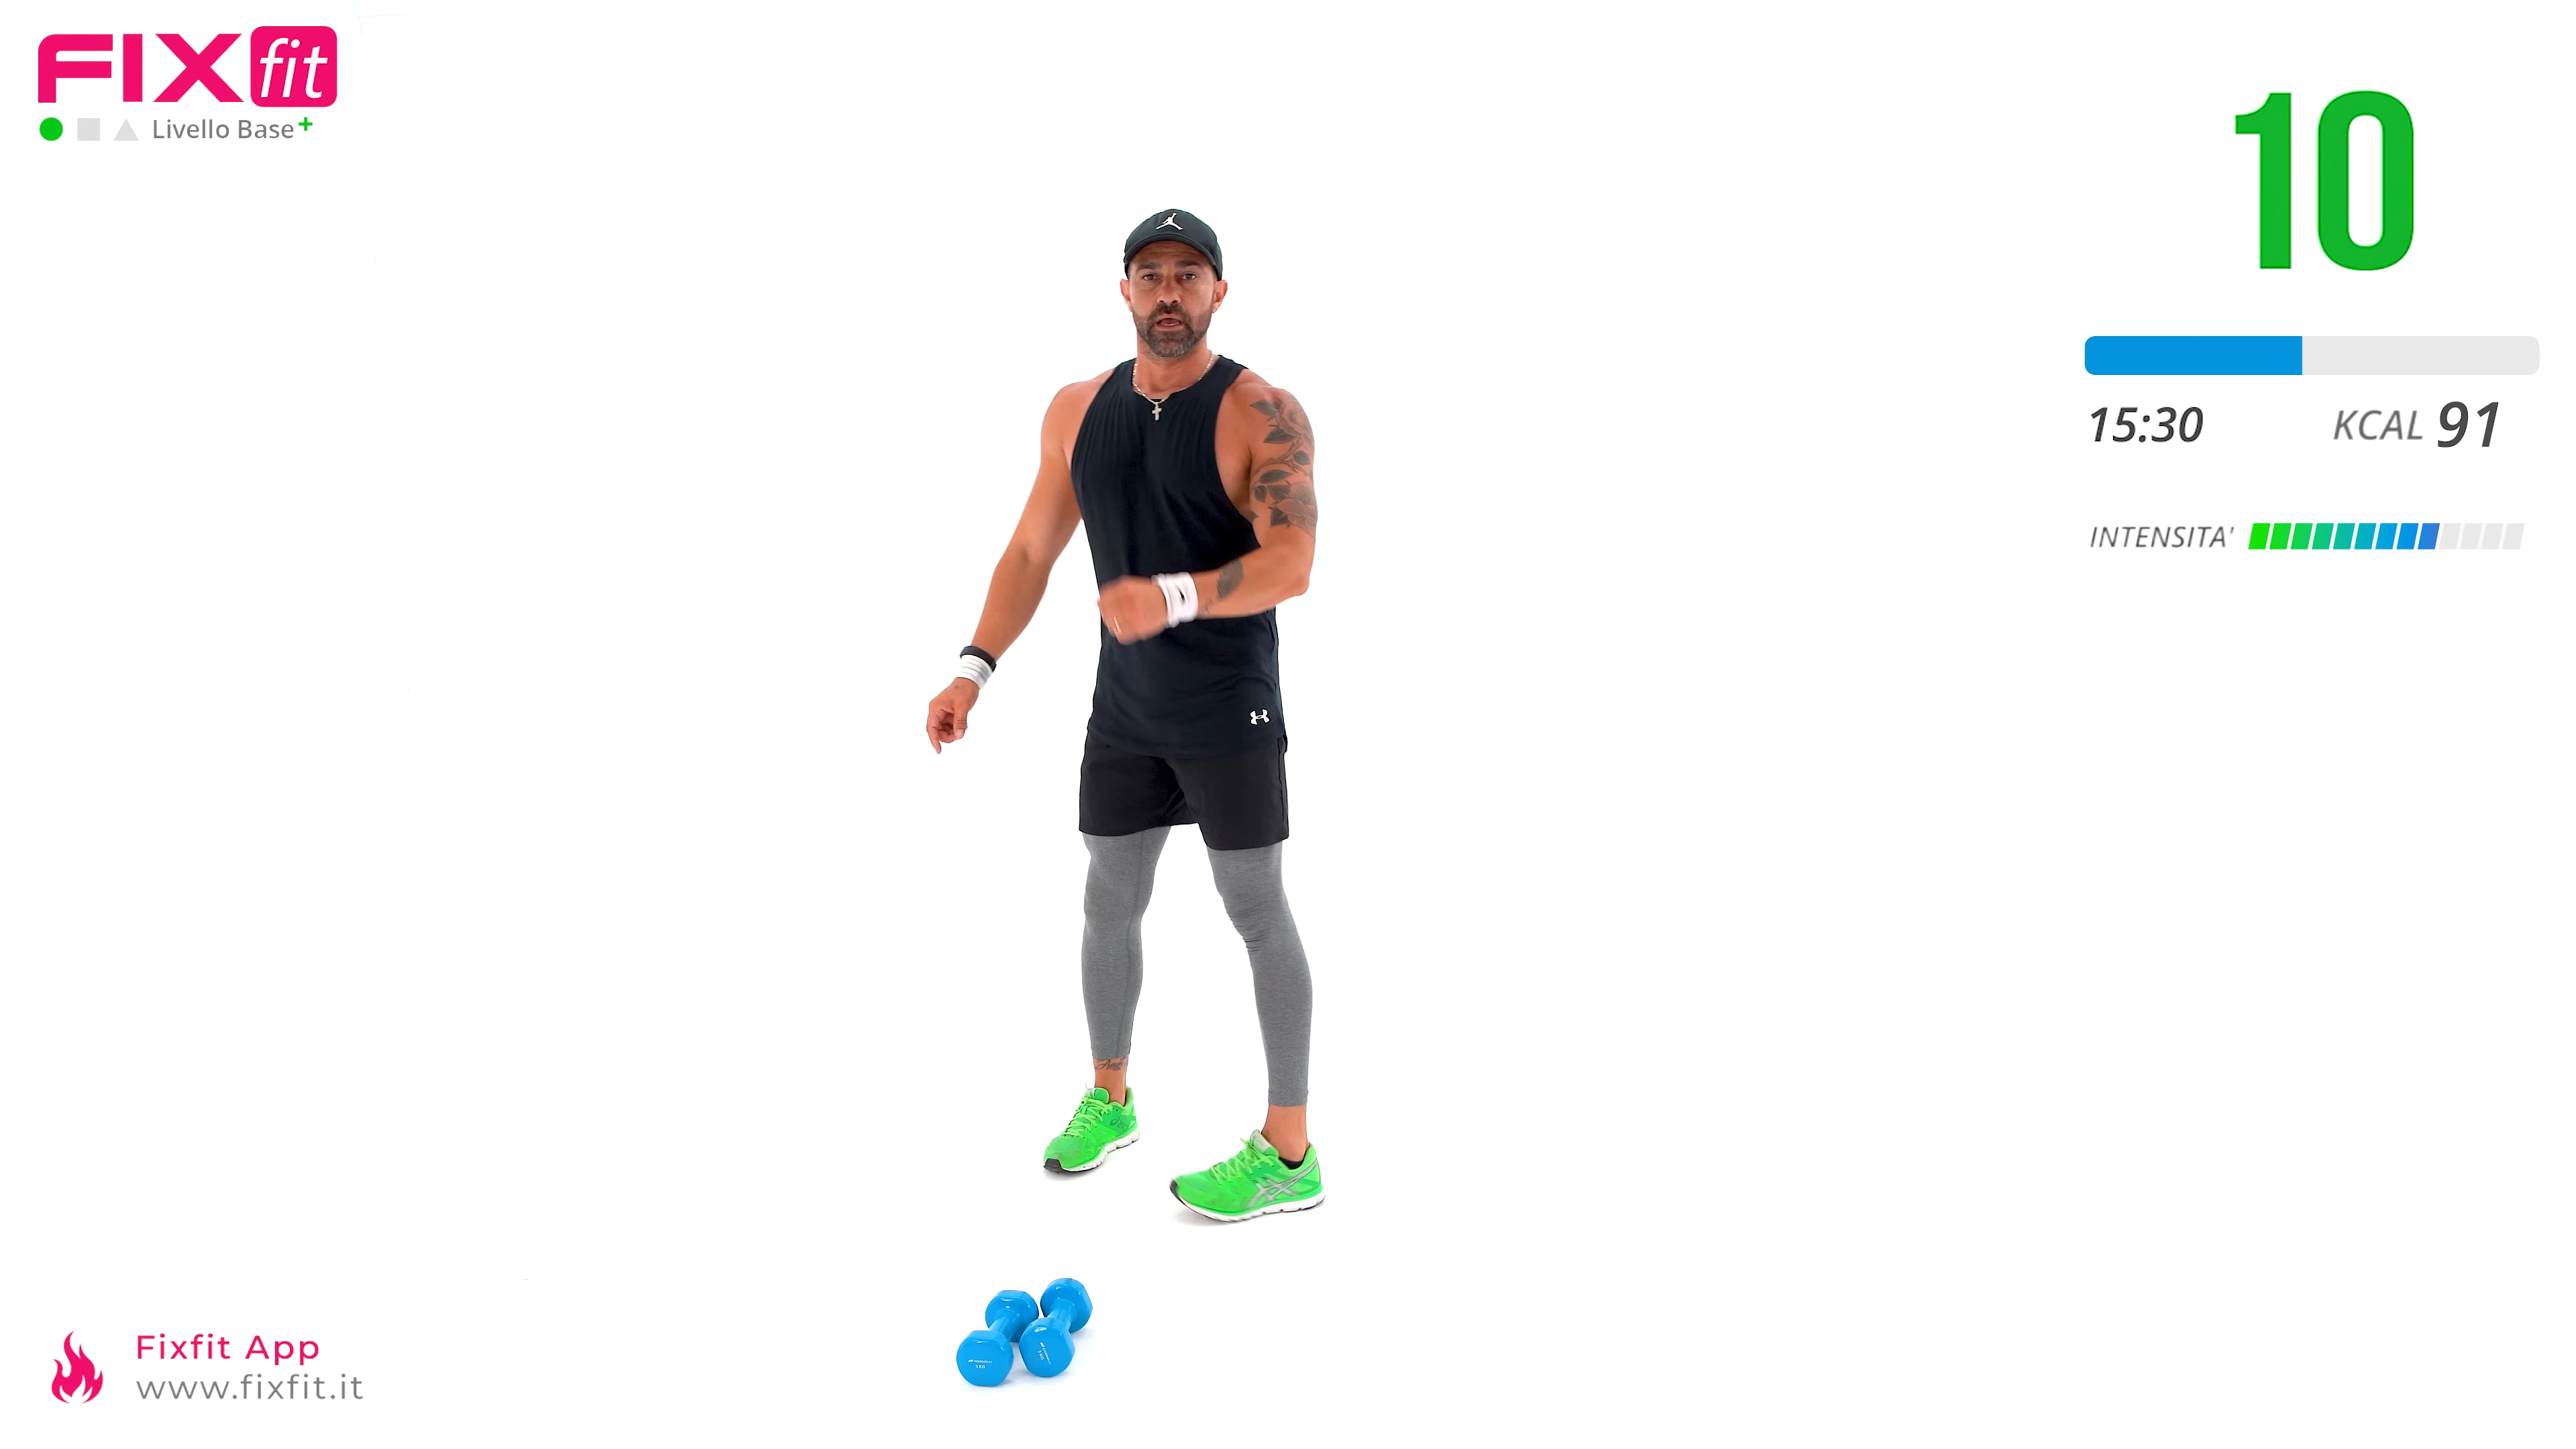 FIXfit
Livello Base+
10
15:30 KCAL 91
INTENSITA'
Fixfit App
www.fixfit.it